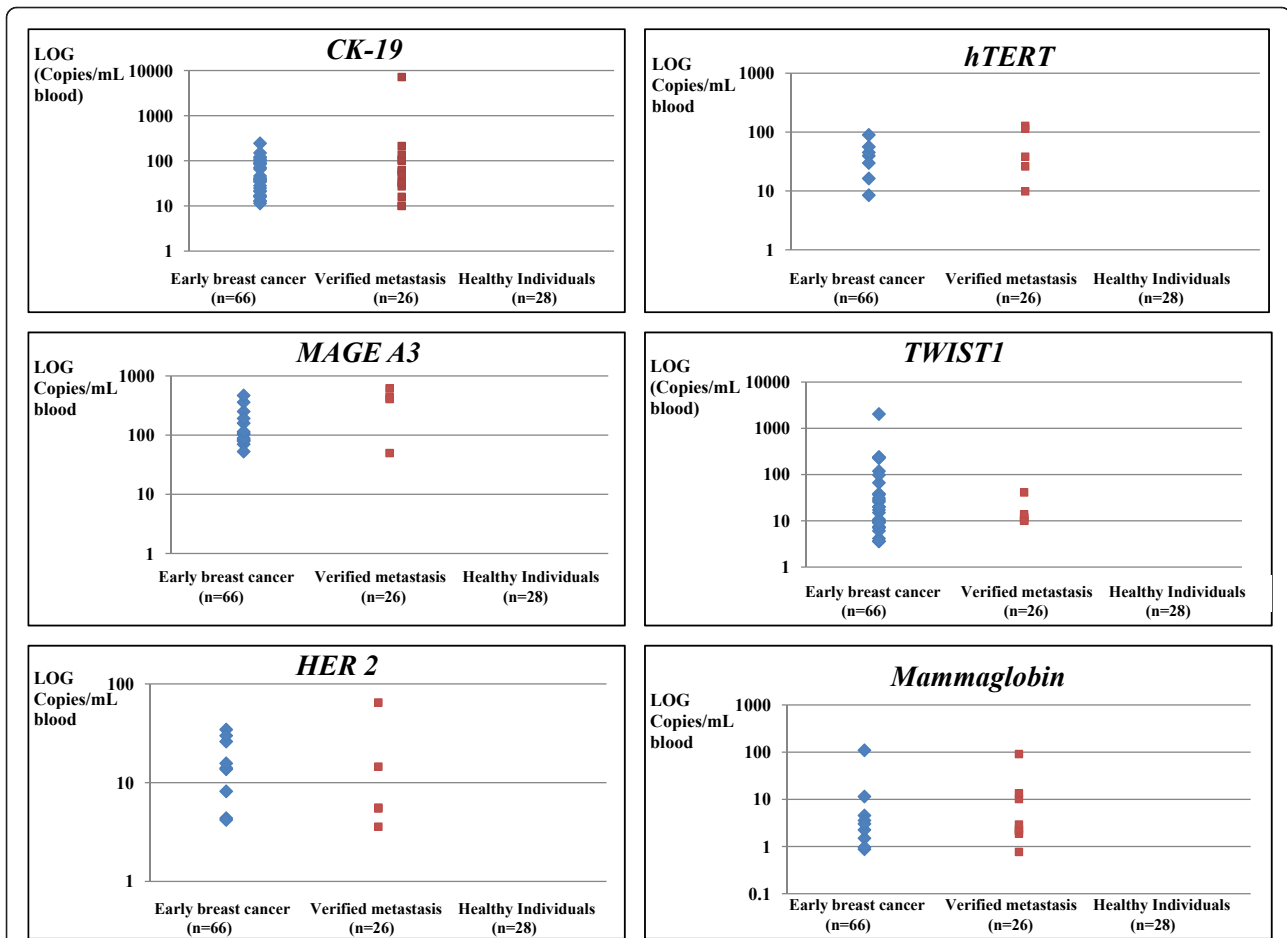 CK-19
LOG
(Copies/mL
blood)
10000
1000
100
10
1
Early breast cancer Verified metastasis Healthy Individuals
(n=66) (n=26) (n=28)
hTERT
LOG
Copies/mL
blood
1000
100
10
1
Early breast cancer Verified metastasis Healthy Individuals
(n=66) (n=26) (n=28)
MAGE A3
LOG
Copies/mL
blood
1000
100
10
1
Early breast cancer Verified metastasis Healthy Individuals
(n=66) (n=26) (n=28)
TWIST1
LOG
(Copies/mL
blood)
10000
1000
100
10
1
Early breast cancer Verified metastasis Healthy Individuals
(n=66) (n=26) (n=28)
HER 2
LOG
Copies/mL
blood
100
10
1
Early breast cancer Verified metastasis Healthy Individuals
(n=66) (n=26) (n=28)
Mammaglobin
LOG
Copies/mL
blood
1000
100
10
1
0.1
Early breast cancer Verified metastasis Healthy Individuals
(n=66) (n=26) (n=28)